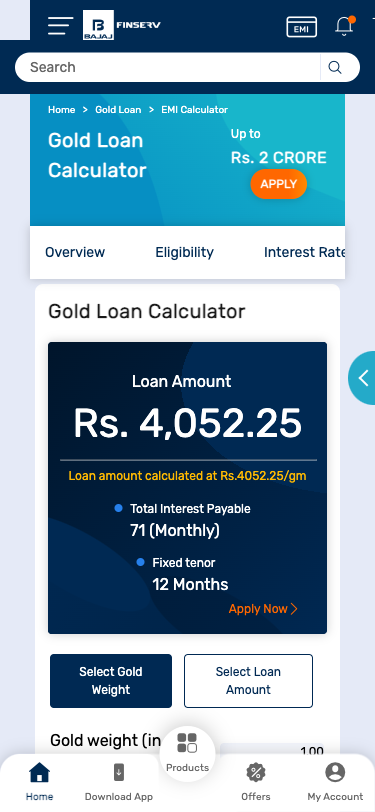 BAJAJ
FINSERV
EMI
Search
Home > Gold Loan > EMI Calculator
Gold Loan
Calculator
Up to
Rs. 2 CRORE
APPLY
Overview
Eligibility
Interest Rate
Gold Loan Calculator
Loan Amount
Rs. 4,052.25
Loan amount calculated at Rs.4052.25/gm
Total Interest Payable
71 (Monthly)
Fixed tenor
12 Months
Apply Now
Select Gold
Weight
Select Loan
Amount
Gold weight (in
1.00
Products
Home
Download App
Offers
My Account